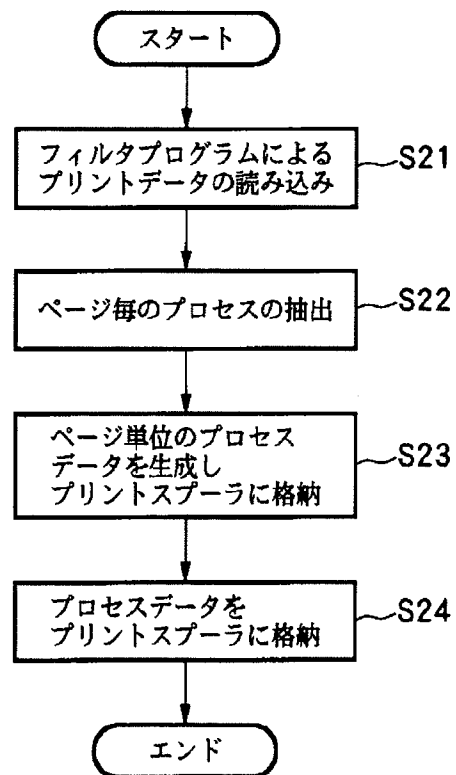 スタート
フィルタプログラムによる
プリントデータの読み込み
S21
ページ毎のプロセスの抽出
S22
ページ単位のプロセス
データを生成し
プリントスプーラに格納
S23
プロセスデータを
プリントスプーラに格納
S24
エンド